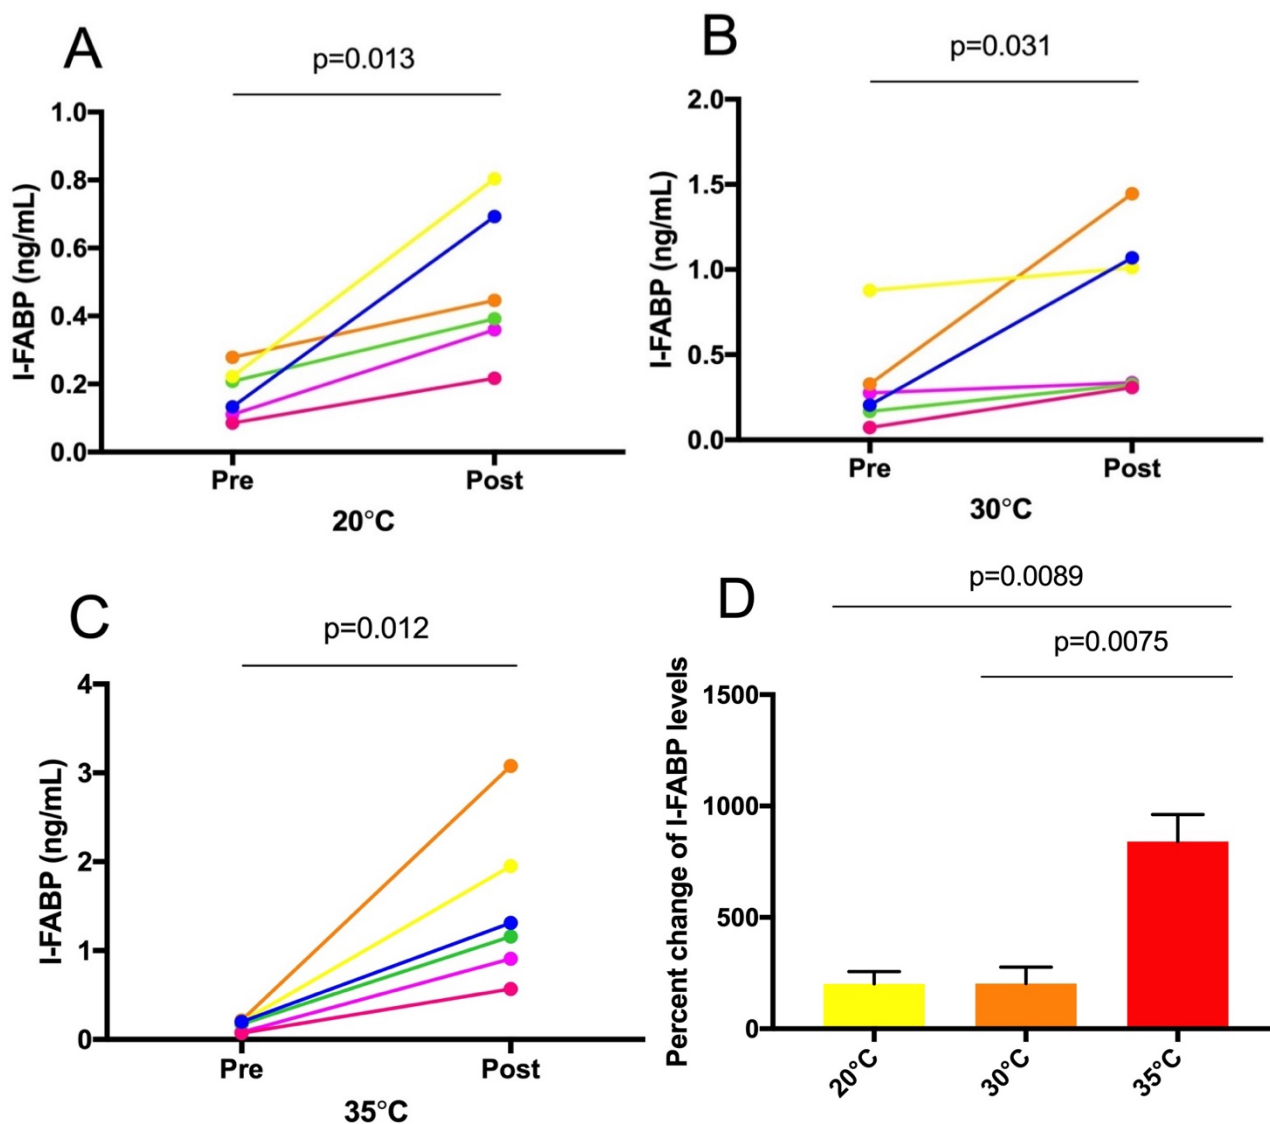 A
p=0.013
I-FABP (ng/mL)
1.0
0.8
0.6
0.4
0.2
0.0
Pre
Post
20°C
B
p=0.031
I-FABP (ng/mL)
2.0
1.5
1.0
0.5
0.0
Pre
Post
30°C
C
p=0.012
I-FABP (ng/mL)
4
3
2
1
0
Pre
Post
35°C
D
p=0.0089
p=0.0075
Percent change of I-FABP levels
1500
1000
500
0
20°C
30°C
35°C